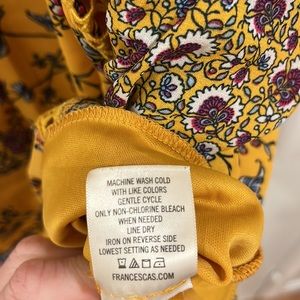 MACHINE WASH COLD
WITH LIKE COLORS
GENTLE CYCLE
ONLY NON-CHLORINE BLEACH
WHEN NEEDED
LINE DRY
IRON ON REVERSE SIDE
LOWEST SETTING AS NEEDED
FRANCESCAS.COM